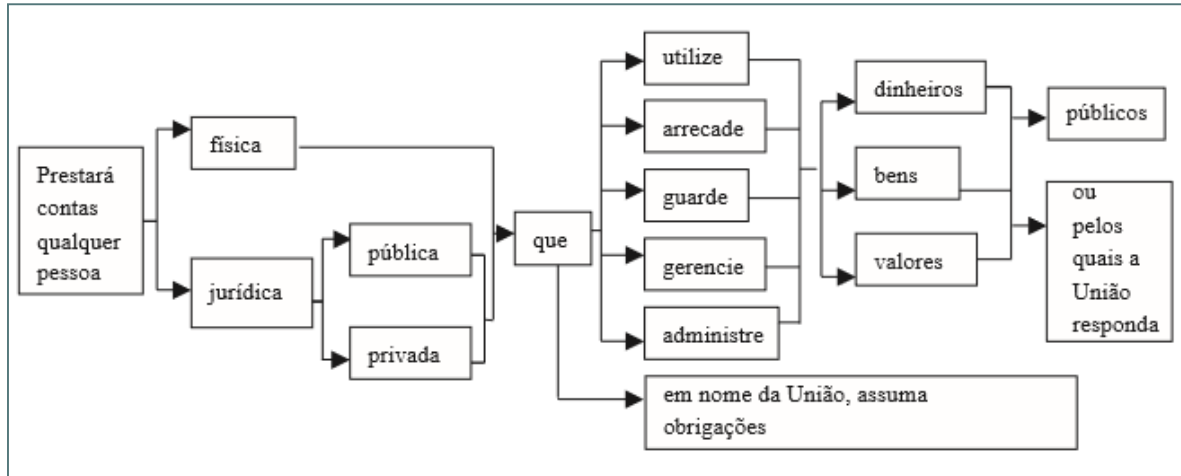 Prestará
contas
qualquer
pessoa
física
jurídica
pública
privada
que
utilize
arrecade
guarde
gerencie
administre
em nome da União, assuma
obrigações
dinheiros
bens
valores
públicos
ou
pelos
quais a
União
responda